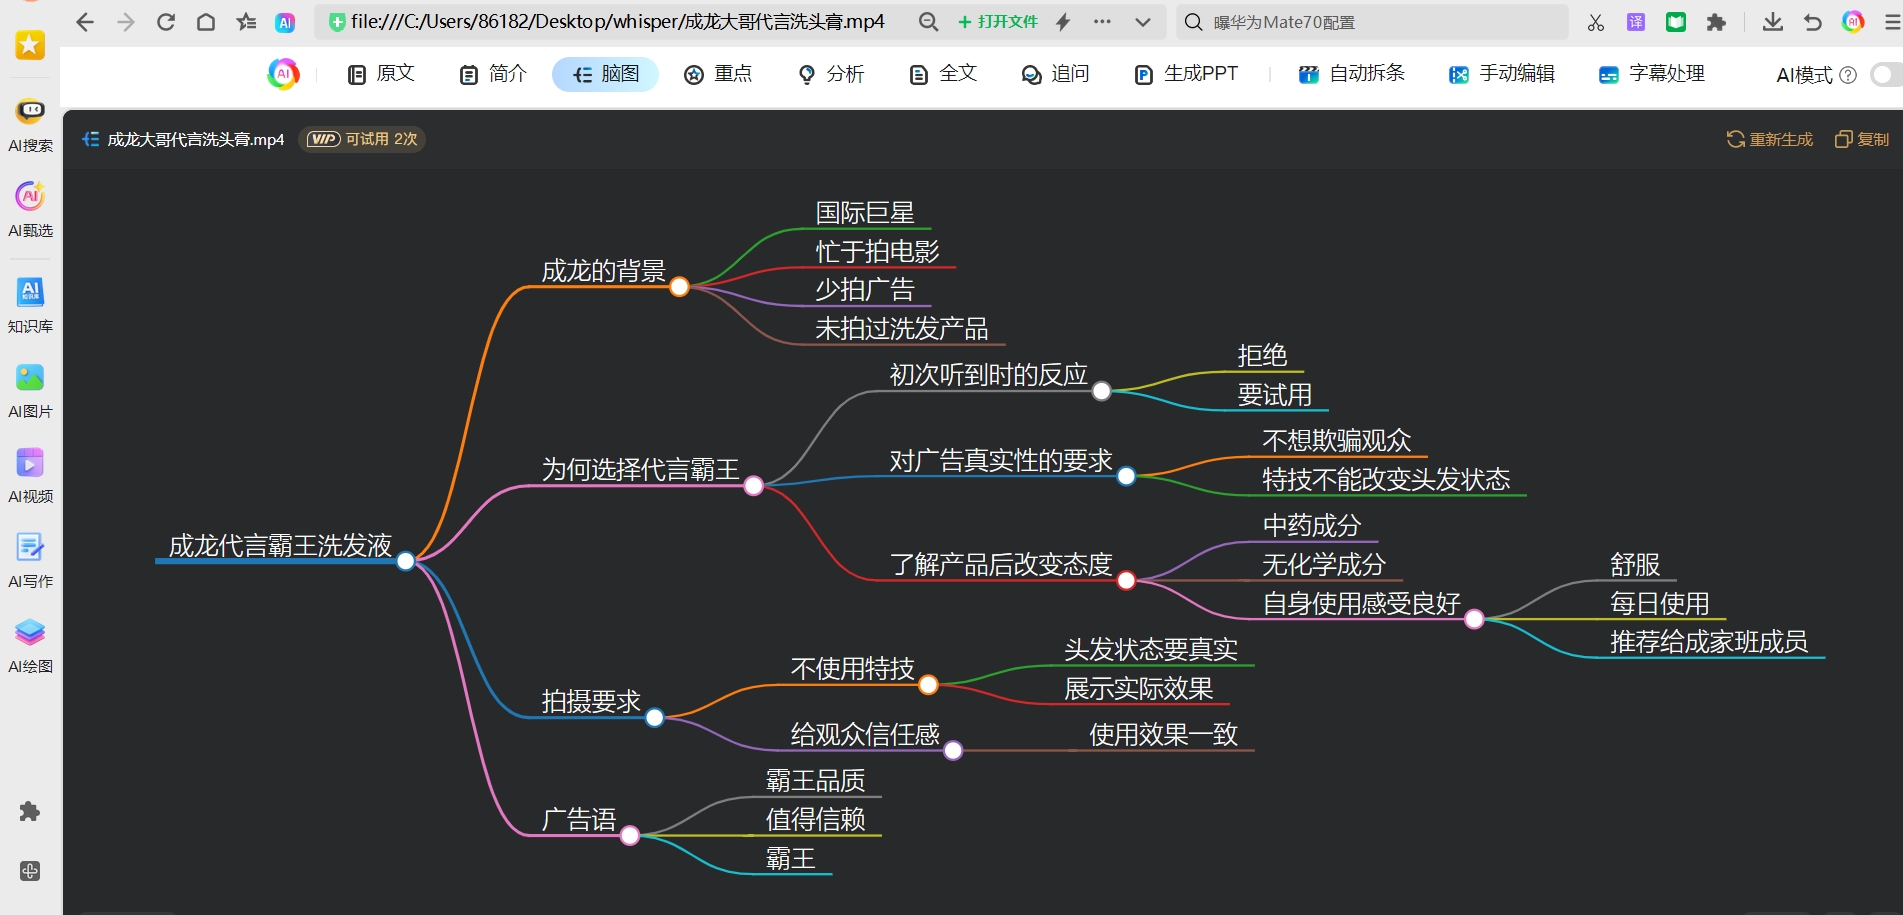 file:///C:/Users/86182/Desktop/whisper/成龙大哥代言洗头膏.mp4
打开文件
曝华为Mate70配置
AI
译
AI
AI
原文
简介
脑图
重点
分析
全文
追问
生成PPT
自动拆条
手动编辑
字幕处理
AI模式
成龙大哥代言洗头膏.mp4
VIP 可试用 2次
重新生成
复制
AI搜索
AI
AI甄选
AI
知识库
知识库
AI图片
AI视频
AI写作
AI绘图
成龙代言霸王洗发液
成龙的背景
国际巨星
忙于拍电影
少拍广告
未拍过洗发产品
为何选择代言霸王
初次听到时的反应
拒绝
要试用
对广告真实性的要求
不想欺骗观众
特技不能改变头发状态
了解产品后改变态度
中药成分
无化学成分
自身使用感受良好
舒服
每日使用
推荐给成家班成员
拍摄要求
不使用特技
头发状态要真实
展示实际效果
给观众信任感
使用效果一致
广告语
霸王品质
值得信赖
霸王